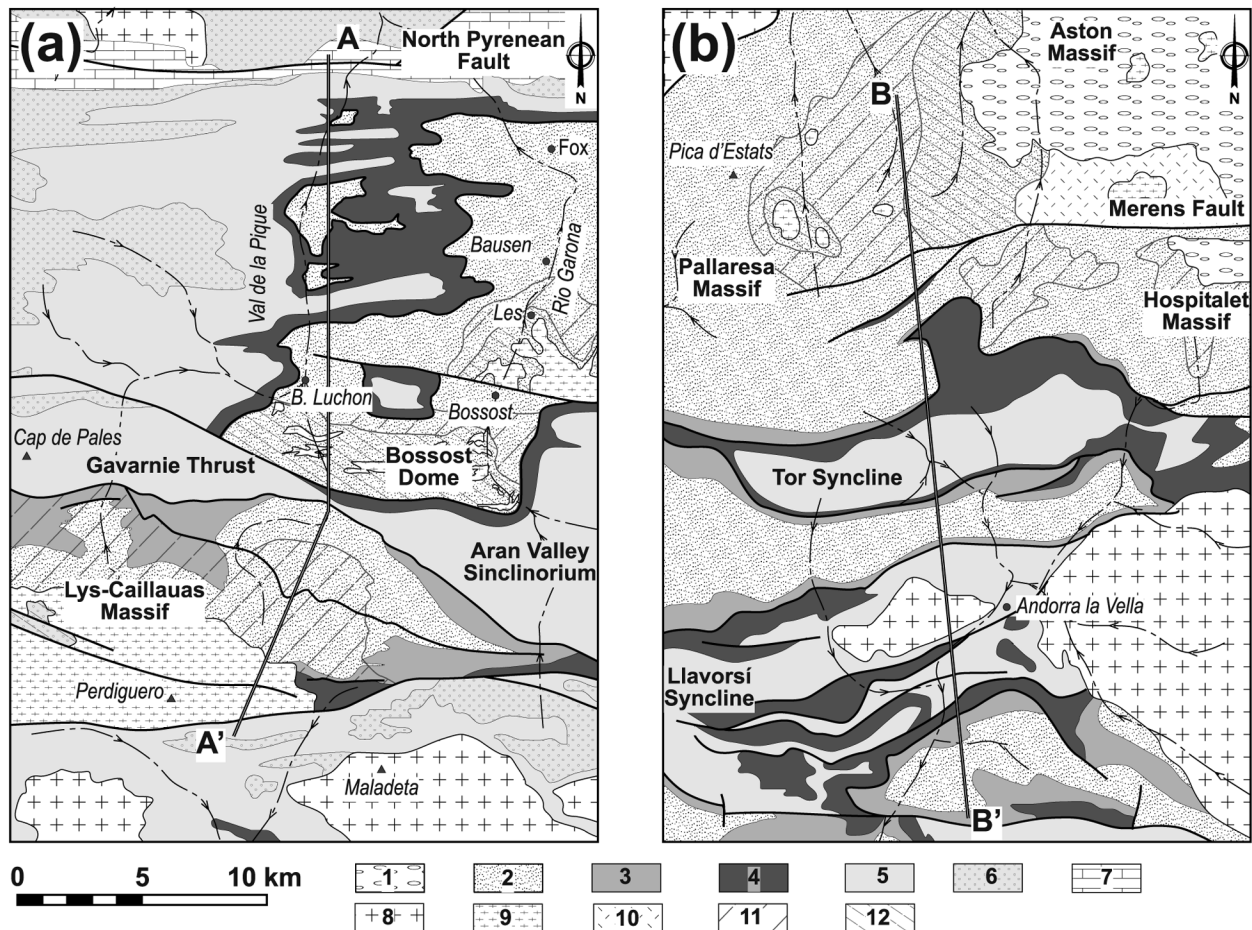 (a)
A
North Pyrenean
Fault
N
Fox
Val de la Pique
Bausen
Rio Garona
Les
B. Luchon
Bossost
Cap de Pales
Gavarnie Thrust
Bossost
Dome
Aran Valley
Sinclinorium
Lys-Caillauas
Massif
Perdiguero
A'
Maladeta
(b)
Aston
Massif
N
B
Pica d'Estats
Merens Fault
Pallaresa
Massif
Hospitalet
Massif
Tor Syncline
Andorra la Vella
Llavorsí
Syncline
B'
0 5 10 km
1 2 3 4 5 6 7
8 9 10 11 12